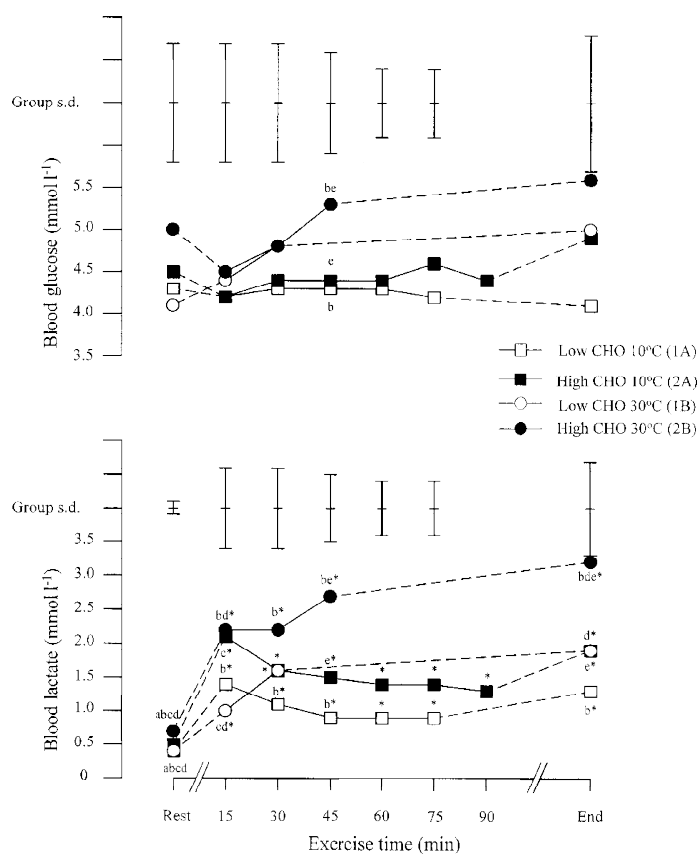 Group s.d.
5.5
5.0
4.5
4.0
3.5
Blood glucose (mmol l⁻¹)
be
e
b
Low CHO 10°C (1A)
High CHO 10°C (2A)
Low CHO 30°C (1B)
High CHO 30°C (2B)
Group s.d.
3.5
3.0
2.5
2.0
1.5
1.0
0.5
0
Blood lactate (mmol l⁻¹)
abcd
abcd
bd*
c*
b*
cd*
b*
*
*
b*
be*
e*
b*
*
*
*
*
*
bde*
d*
e*
b*
Rest 15 30 45 60 75 90 End
Exercise time (min)